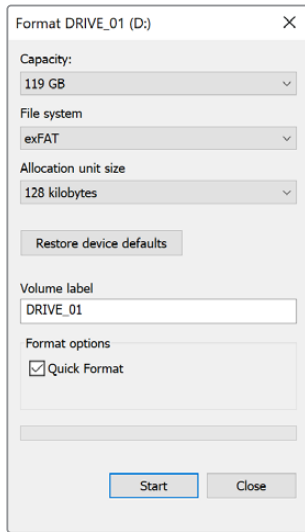 Format DRIVE_01 (D:)
Capacity:
119 GB
File system
exFAT
Allocation unit size
128 kilobytes
Restore device defaults
Volume label
DRIVE_01
Format options
Quick Format
Start
Close